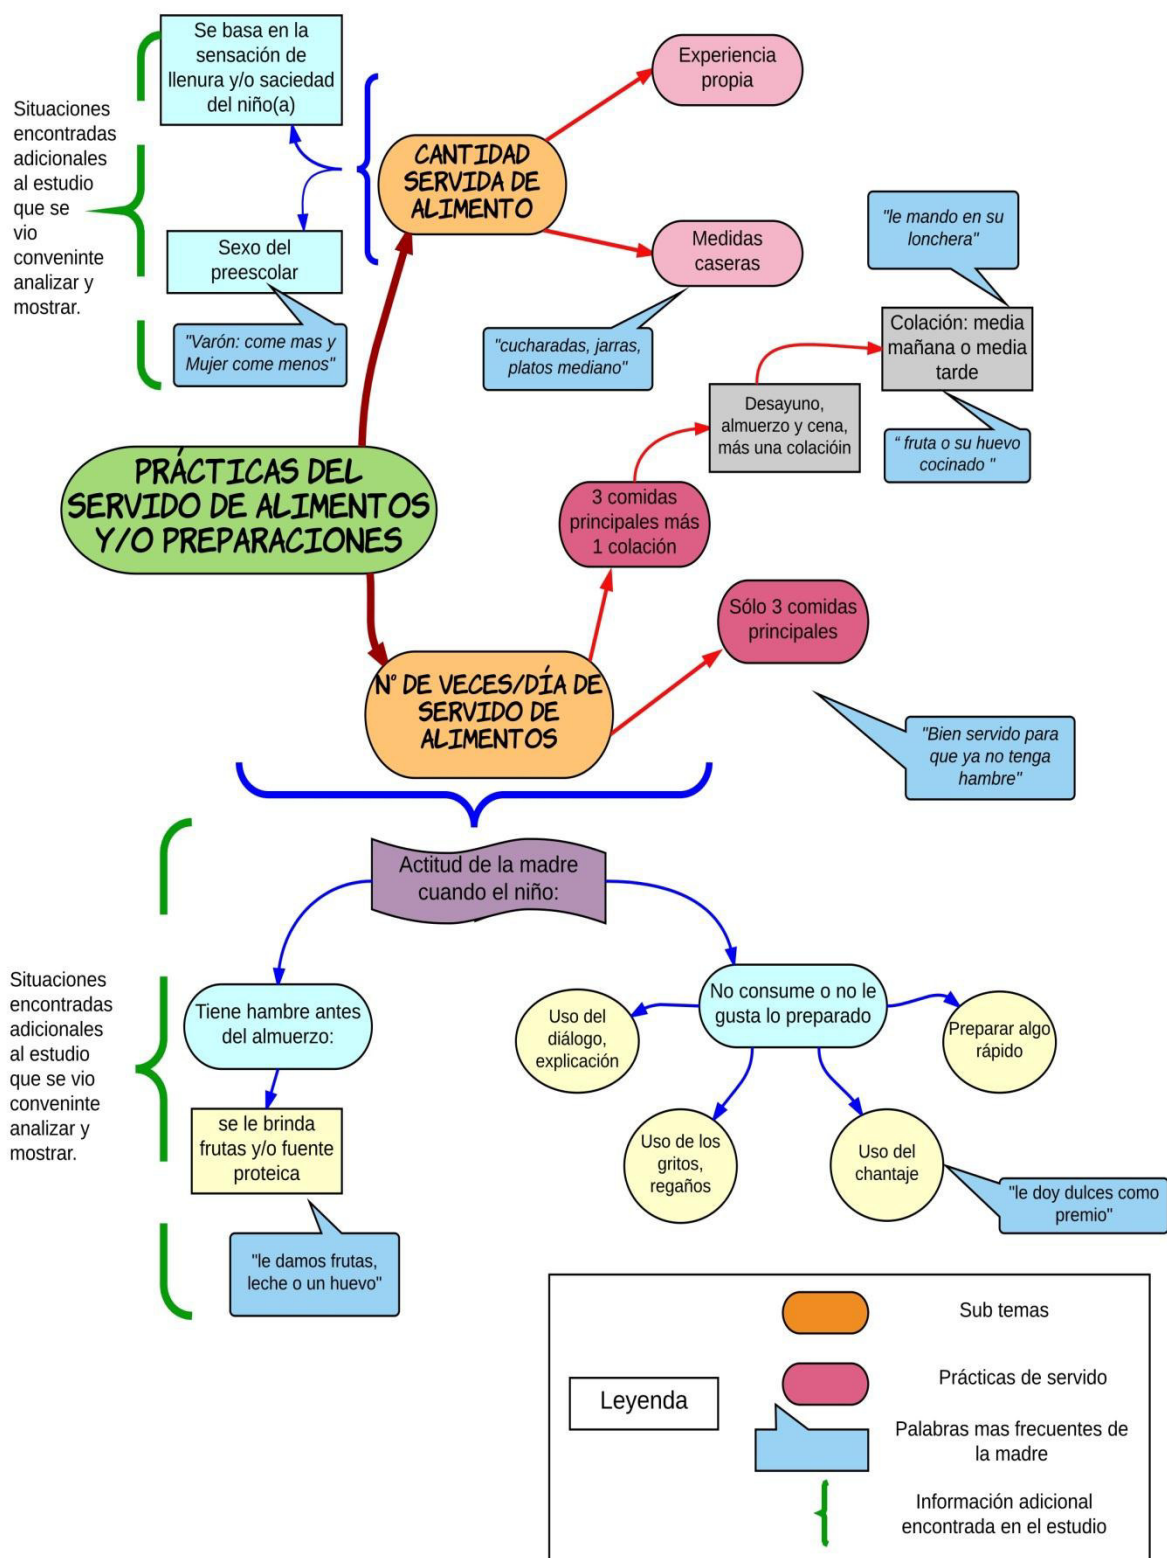 Se basa en la
sensación de
llenura y/o saciedad
del niño(a)
Experiencia
propia
Situaciones
encontradas
adicionales
al estudio
que se
vio
conveninte
analizar y
mostrar.
CANTIDAD
SERVIDA DE
ALIMENTO
Sexo del
preescolar
Medidas
caseras
"le mando en su
lonchera"
"Varón: come mas y
Mujer come menos"
"cucharadas, jarras,
platos mediano"
Colación: media
mañana o media
tarde
Desayuno,
almuerzo y cena,
más una colacióin
“ fruta o su huevo
cocinado "
PRÁCTICAS DEL
SERVIDO DE ALIMENTOS
Y/O PREPARACIONES
3 comidas
principales más
1 colación
Sólo 3 comidas
principales
N° DE VECES/DÍA DE
SERVIDO DE
ALIMENTOS
"Bien servido para
que ya no tenga
hambre"
Actitud de la madre
cuando el niño:
Situaciones
encontradas
adicionales
al estudio
que se vio
conveninte
analizar y
mostrar.
Tiene hambre antes
del almuerzo:
No consume o no le
gusta lo preparado
Uso del
diálogo,
explicación
Preparar algo
rápido
se le brinda
frutas y/o fuente
proteica
Uso de los
gritos,
regaños
Uso del
chantaje
"le doy dulces como
premio"
"le damos frutas,
leche o un huevo"
Leyenda
Sub temas
Prácticas de servido
Palabras mas frecuentes de
la madre
Información adicional
encontrada en el estudio